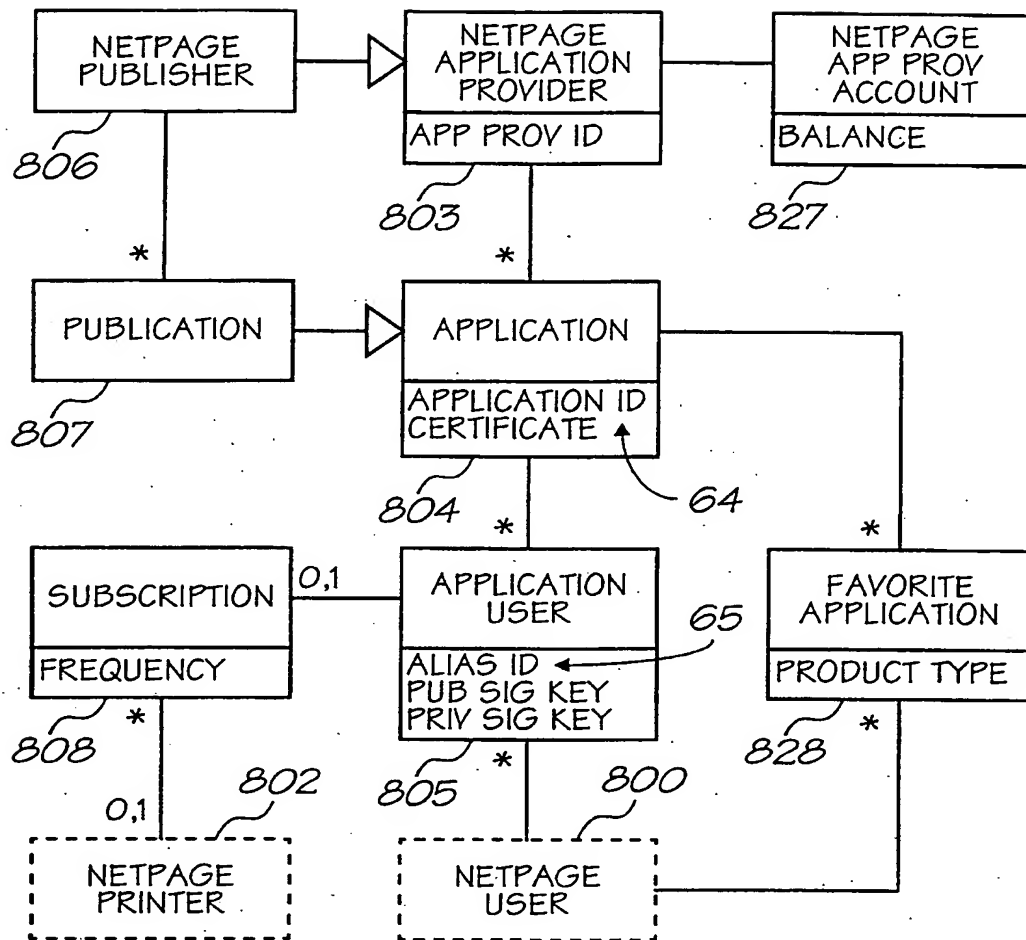 NETPAGE
PUBLISHER
806
NETPAGE
APPLICATION
PROVIDER
APP PROV ID
803
NETPAGE
APP PROV
ACCOUNT
BALANCE
827
*
*
PUBLICATION
807
APPLICATION
APPLICATION ID
CERTIFICATE
64
804
*
*
SUBSCRIPTION
FREQUENCY
808
0,1
APPLICATION
USER
ALIAS ID
PUB SIG KEY
PRIV SIG KEY
65
805
FAVORITE
APPLICATION
PRODUCT TYPE
828
*
*
*
0,1
802
NETPAGE
PRINTER
800
NETPAGE
USER